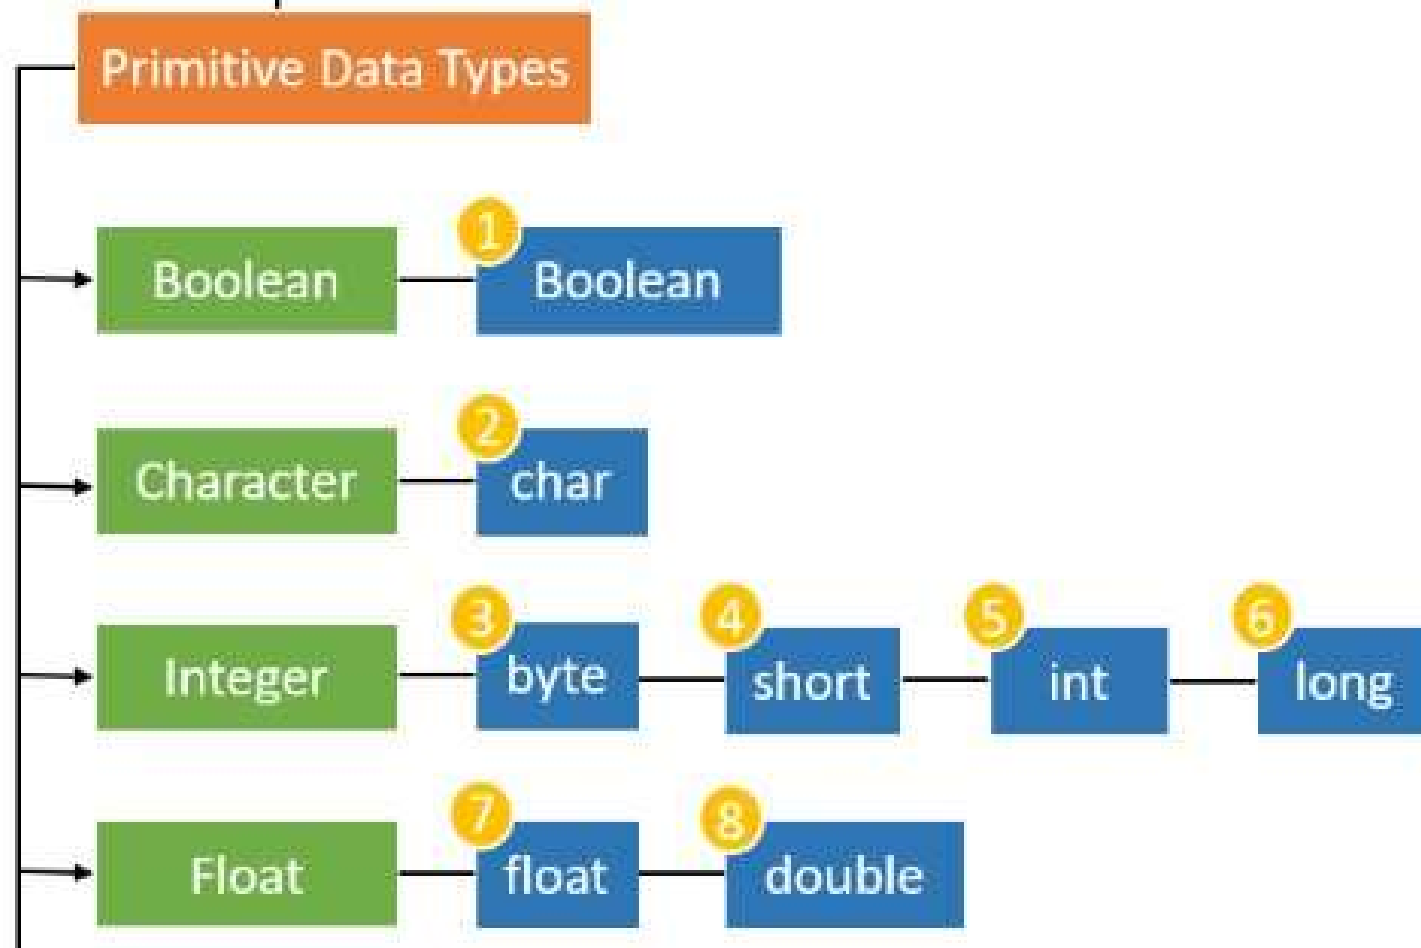 Primitive Data Types
1
Boolean Boolean
2
Character char
3 4 5 6
Integer byte short int long
7 8
Float float double